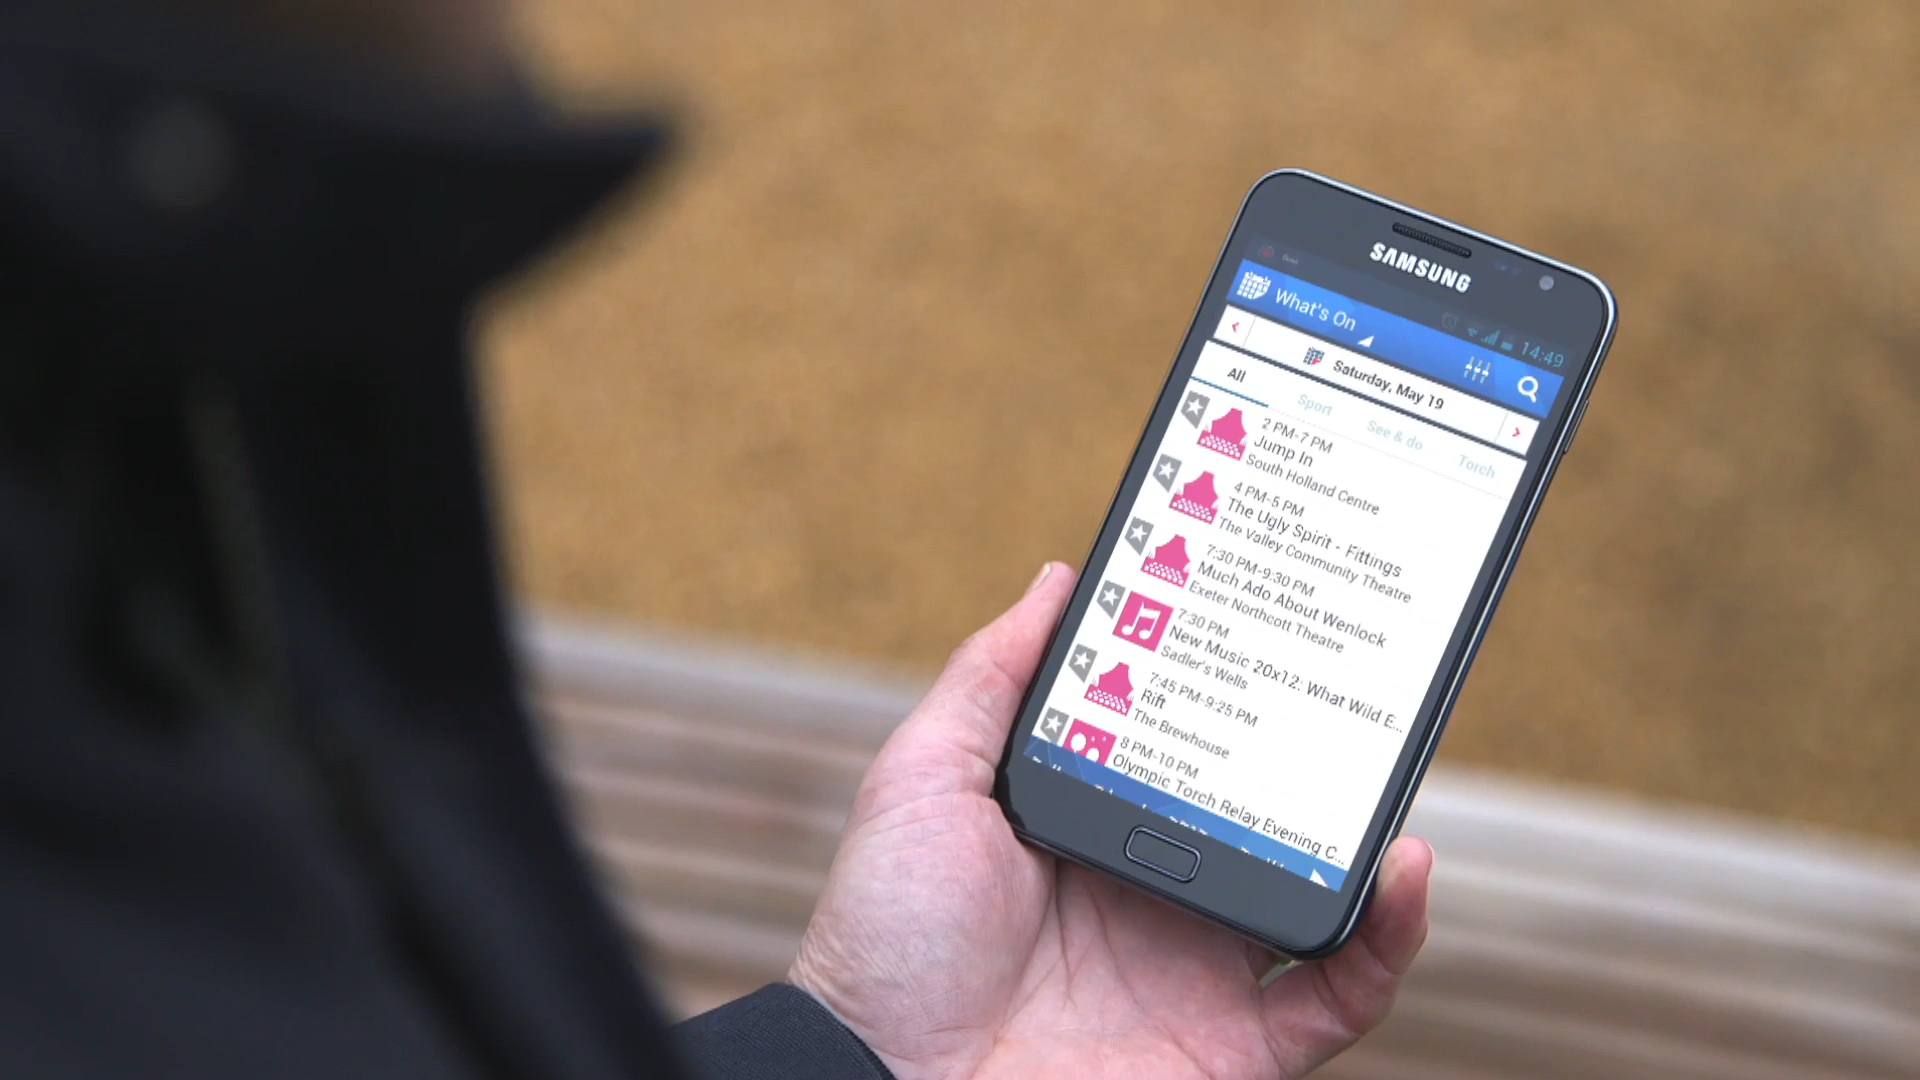 SAMSUNG
14:49
What's On
Saturday, May 19
All
Sport
See & do
Torch
2 PM-7 PM
Jump In
South Holland Centre
4 PM-5 PM
The Ugly Spirit - Fittings
The Valley Community Theatre
7:30 PM-9:30 PM
Much Ado About Wenlock
Exeter Northcott Theatre
7:30 PM
New Music 20x12: What Wild E...
Sadler's Wells
7:45 PM-9:25 PM
Rift
The Brewhouse
8 PM-10 PM
Olympic Torch Relay Evening C...